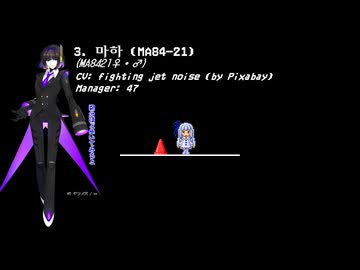 3. 마하 (MA84-21)
(MA8421♀・♂)
CV: fighting jet noise (by Pixabay)
Manager: 47